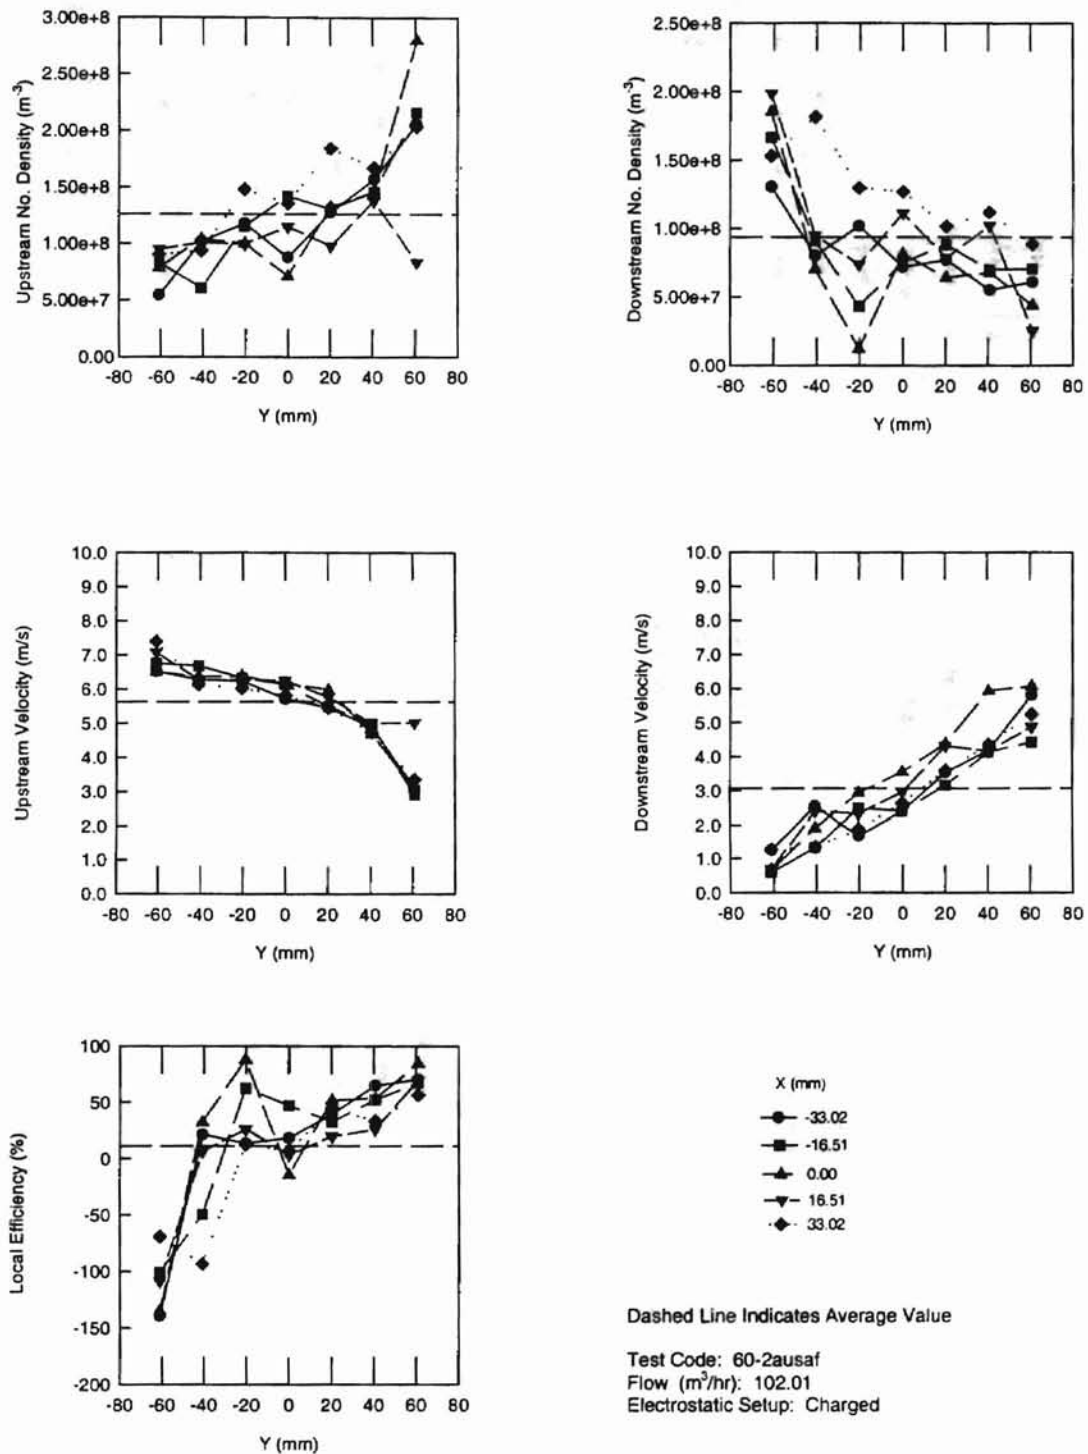 Upstream No. Density (m⁻³)
3.00e+8
2.50e+8
2.00e+8
1.50e+8
1.00e+8
5.00e+7
0.00
-80 -60 -40 -20 0 20 40 60 80
Y (mm)
Downstream No. Density (m⁻³)
2.50e+8
2.00e+8
1.50e+8
1.00e+8
5.00e+7
0.00
-80 -60 -40 -20 0 20 40 60 80
Y (mm)
Upstream Velocity (m/s)
10.0
9.0
8.0
7.0
6.0
5.0
4.0
3.0
2.0
1.0
0.0
-80 -60 -40 -20 0 20 40 60 80
Y (mm)
Downstream Velocity (m/s)
10.0
9.0
8.0
7.0
6.0
5.0
4.0
3.0
2.0
1.0
0.0
-80 -60 -40 -20 0 20 40 60 80
Y (mm)
Local Efficiency (%)
100
50
0
-50
-100
-150
-200
-80 -60 -40 -20 0 20 40 60 80
Y (mm)
X (mm)
-33.02
-16.51
0.00
16.51
33.02
Dashed Line Indicates Average Value
Test Code: 60-2ausaf
Flow (m³/hr): 102.01
Electrostatic Setup: Charged